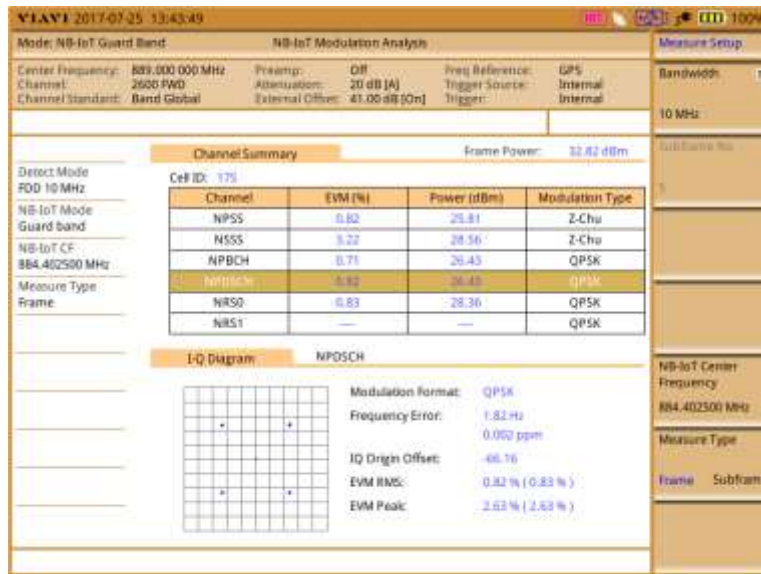 VIAVI 2017-07-25 13:43:49 INT 100%
Mode: NB-IoT Guard Band NB-IoT Modulation Analysis Measure Setup
Center Frequency: 889.000 000 MHz Preamp: Off Freq Reference: GPS
Channel: 2600 FWD Attenuation: 20 dB [A] Trigger Source: Internal
Channel Standard: Band Global External Offset: 41.00 dB [On] Trigger: Internal
Bandwidth
10 MHz
Channel Summary Frame Power: 32.82 dBm
Subframe No
Detect Mode
FDD 10 MHz
NB-IoT Mode
Guard band
NB-IoT CF
884.402500 MHz
Measure Type
Frame
Cell ID: 175
Channel EVM (%) Power (dBm) Modulation Type
NPSS 0.82 25.81 Z-Chu
NSSS 3.22 28.56 Z-Chu
NPBCH 0.71 26.43 QPSK
NPDSCH 0.82 26.43 QPSK
NRS0 0.83 28.36 QPSK
NRS1 ---- ---- QPSK
I-Q Diagram NPDSCH
Modulation Format: QPSK
Frequency Error: 1.82 Hz
0.002 ppm
IQ Origin Offset: -66.16
EVM RMS: 0.82 % ( 0.83 % )
EVM Peak: 2.63 % ( 2.63 % )
NB-IoT Center
Frequency
884.402500 MHz
Measure Type
Frame Subfram